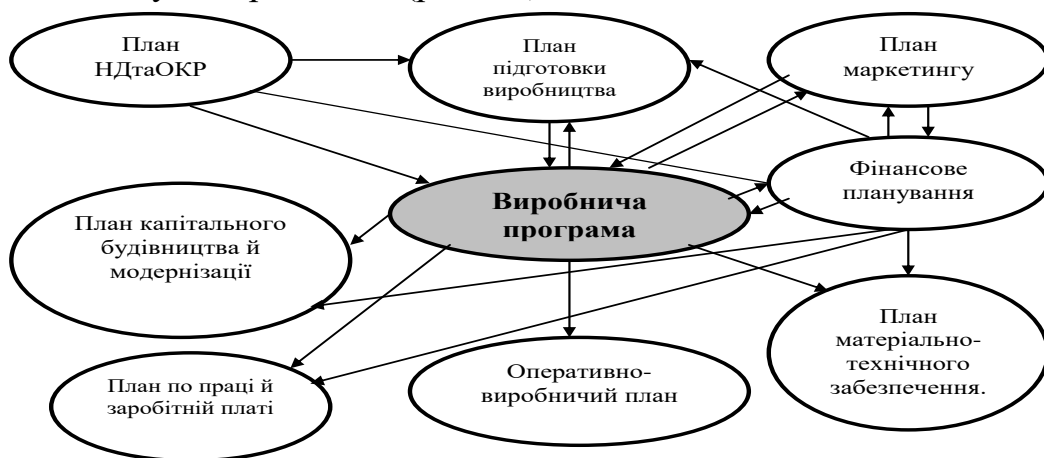 План
НДтаОКР
План
підготовки
виробництва
План
маркетингу
Фінансове
планування
Виробнича
програма
План капітального
будівництва й
модернізації
План
матеріально-
технічного
забезпечення.
План по праці й
заробітній платі
Оперативно-
виробничий план